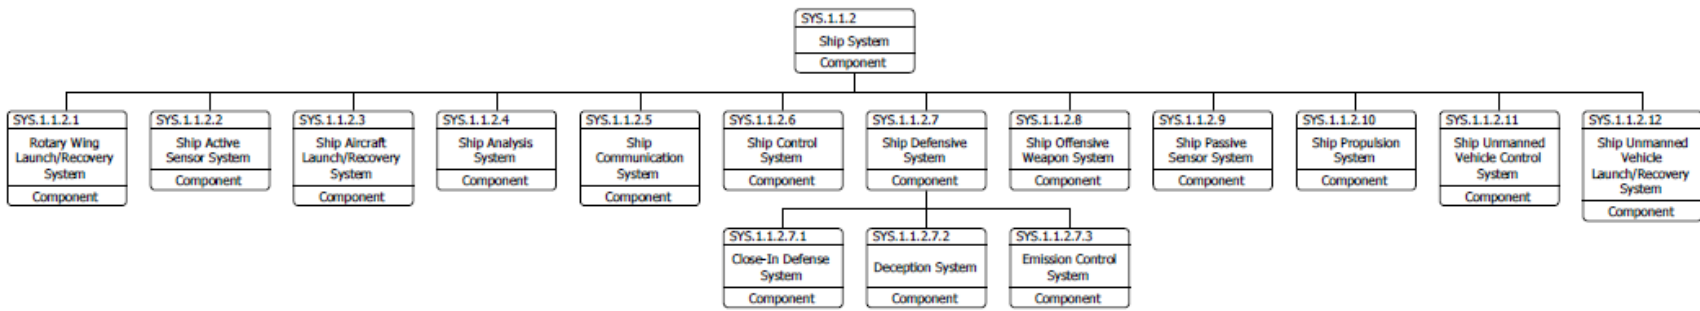 SYS.1.1.2
Ship System
Component
SYS.1.1.2.1
Rotary Wing
Launch/Recovery
System
Component
SYS.1.1.2.2
Ship Active
Sensor System
Component
SYS.1.1.2.3
Ship Aircraft
Launch/Recovery
System
Component
SYS.1.1.2.4
Ship Analysis
System
Component
SYS.1.1.2.5
Ship
Communication
System
Component
SYS.1.1.2.6
Ship Control
System
Component
SYS.1.1.2.7
Ship Defensive
System
Component
SYS.1.1.2.8
Ship Offensive
Weapon System
Component
SYS.1.1.2.9
Ship Passive
Sensor System
Component
SYS.1.1.2.10
Ship Propulsion
System
Component
SYS.1.1.2.11
Ship Unmanned
Vehicle Control
System
Component
SYS.1.1.2.12
Ship Unmanned
Vehicle
Launch/Recovery
System
Component
SYS.1.1.2.7.1
Close-In Defense
System
Component
SYS.1.1.2.7.2
Deception System
Component
SYS.1.1.2.7.3
Emission Control
System
Component